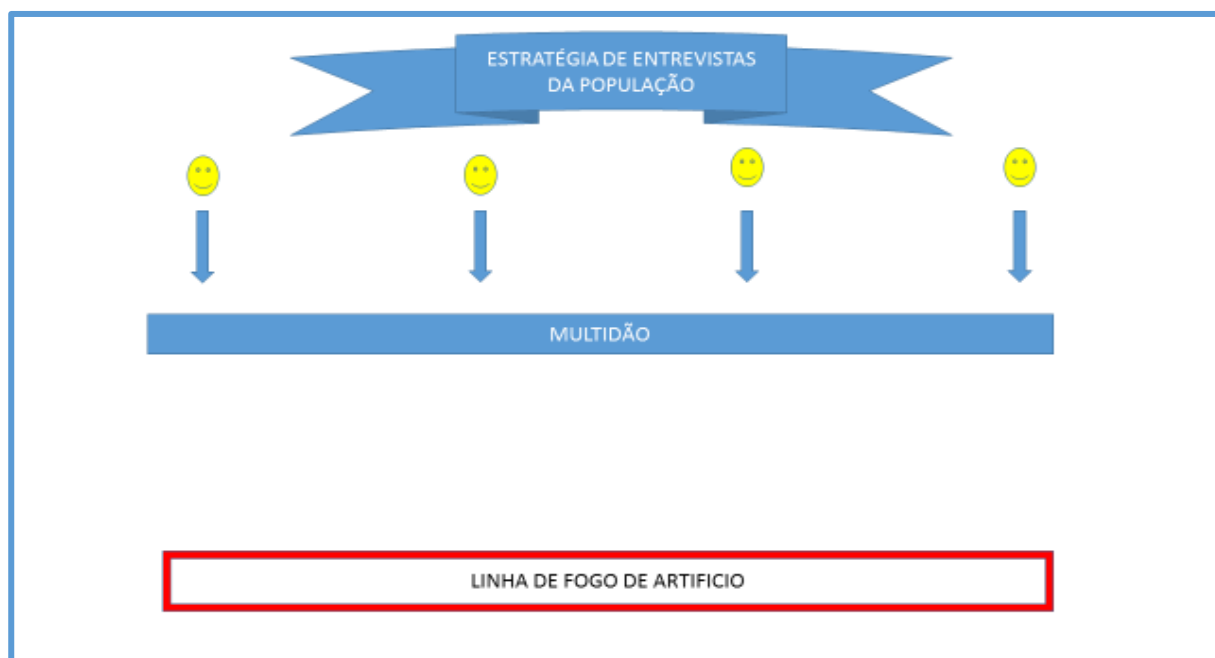 ESTRATÉGIA DE ENTREVISTAS
DA POPULAÇÃO
MULTIDÃO
LINHA DE FOGO DE ARTIFICIO